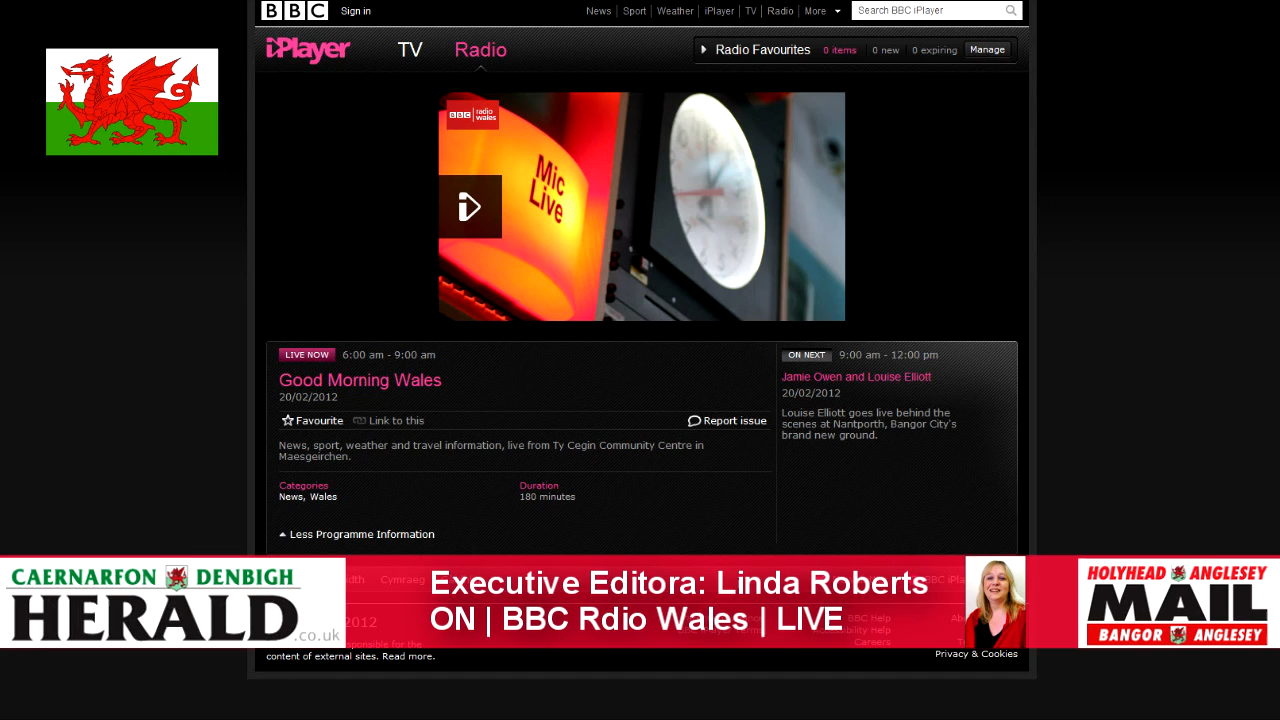 BBC Sign in News Sport Weather iPlayer TV Radio More Search BBC iPlayer
iPlayer TV Radio Radio Favourites 0 items 0 new 0 expiring Manage
BBC radio wales
Mic
Live
LIVE NOW 6:00 am - 9:00 am
Good Morning Wales
20/02/2012
Favourite Link to this Report issue
News, sport, weather and travel information, live from Ty Cegin Community Centre in
Maesgeirchen.
Categories
News, Wales
Duration
180 minutes
Less Programme Information
ON NEXT 9:00 am - 12:00 pm
Jamie Owen and Louise Elliott
20/02/2012
Louise Elliott goes live behind the
scenes at Nantporth, Bangor City's
brand new ground.
CAERNARFON DENBIGH
HERALD .co.uk
Cymraeg
Executive Editora: Linda Roberts
ON | BBC Rdio Wales | LIVE
HOLYHEAD ANGLESEY
MAIL
BANGOR ANGLESEY
2012
BBC Help
Careers
content of external sites. Read more.
Privacy & Cookies